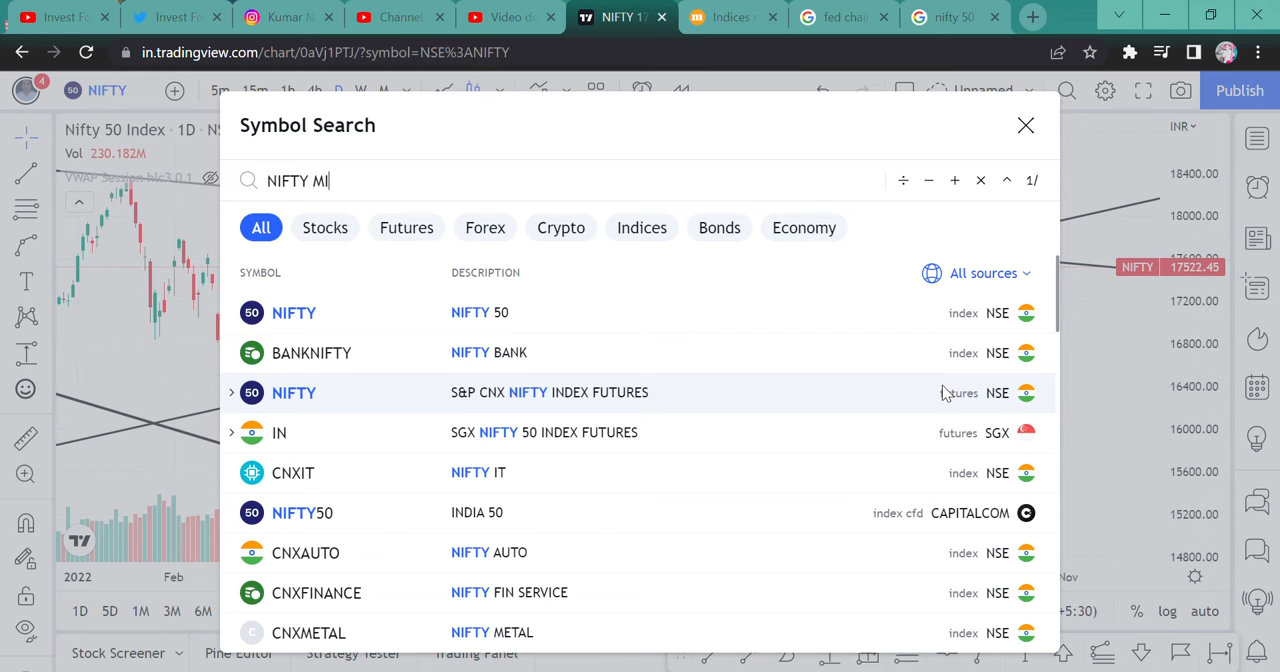 Invest Fo
Invest Fo
Kumar N
Channel
Video de
NIFTY 17
Indices n
fed chai
nifty 50
in.tradingview.com/chart/0aVj1PTJ/?symbol=NSE%3ANIFTY
4
50 NIFTY
5m 15m 1h 4h D W M
Unnamed
Publish
Nifty 50 Index · 1D · NS
Vol 230.182M
VWAP Session hlc3 0 1
INR
Symbol Search
NIFTY MI
1/
All Stocks Futures Forex Crypto Indices Bonds Economy
SYMBOL DESCRIPTION All sources
50 NIFTY NIFTY 50 index NSE
BANKNIFTY NIFTY BANK index NSE
50 NIFTY S&P CNX NIFTY INDEX FUTURES tures NSE
IN SGX NIFTY 50 INDEX FUTURES futures SGX
CNXIT NIFTY IT index NSE
50 NIFTY50 INDIA 50 index cfd CAPITALCOM
CNXAUTO NIFTY AUTO index NSE
CNXFINANCE NIFTY FIN SERVICE index NSE
C CNXMETAL NIFTY METAL index NSE
18400.00
18000.00
NIFTY 17522.45
17200.00
16800.00
16400.00
16000.00
15600.00
15200.00
14800.00
2022 Feb Nov
1D 5D 1M 3M 6M +5:30) % log auto
Stock Screener Pine Editor Strategy Tester Trading Panel